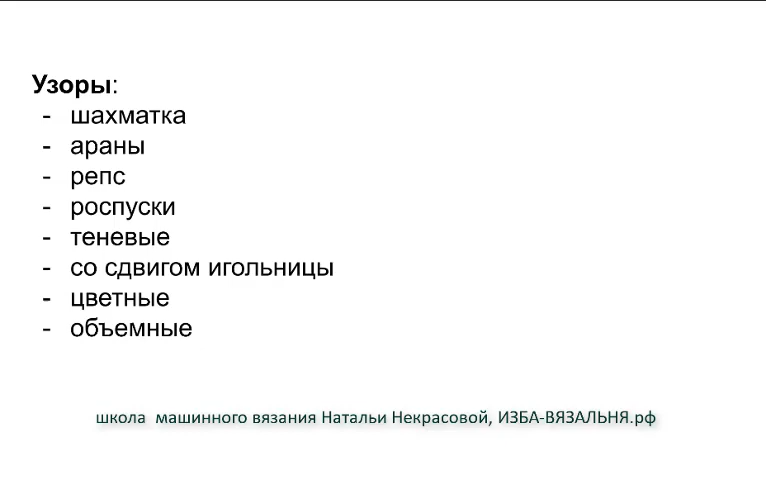 Узоры:
- шахматка
- араны
- репс
- роспуски
- теневые
- со сдвигом игольницы
- цветные
- объемные
школа машинного вязания Натальи Некрасовой, ИЗБА-ВЯЗАЛЬНЯ.рф